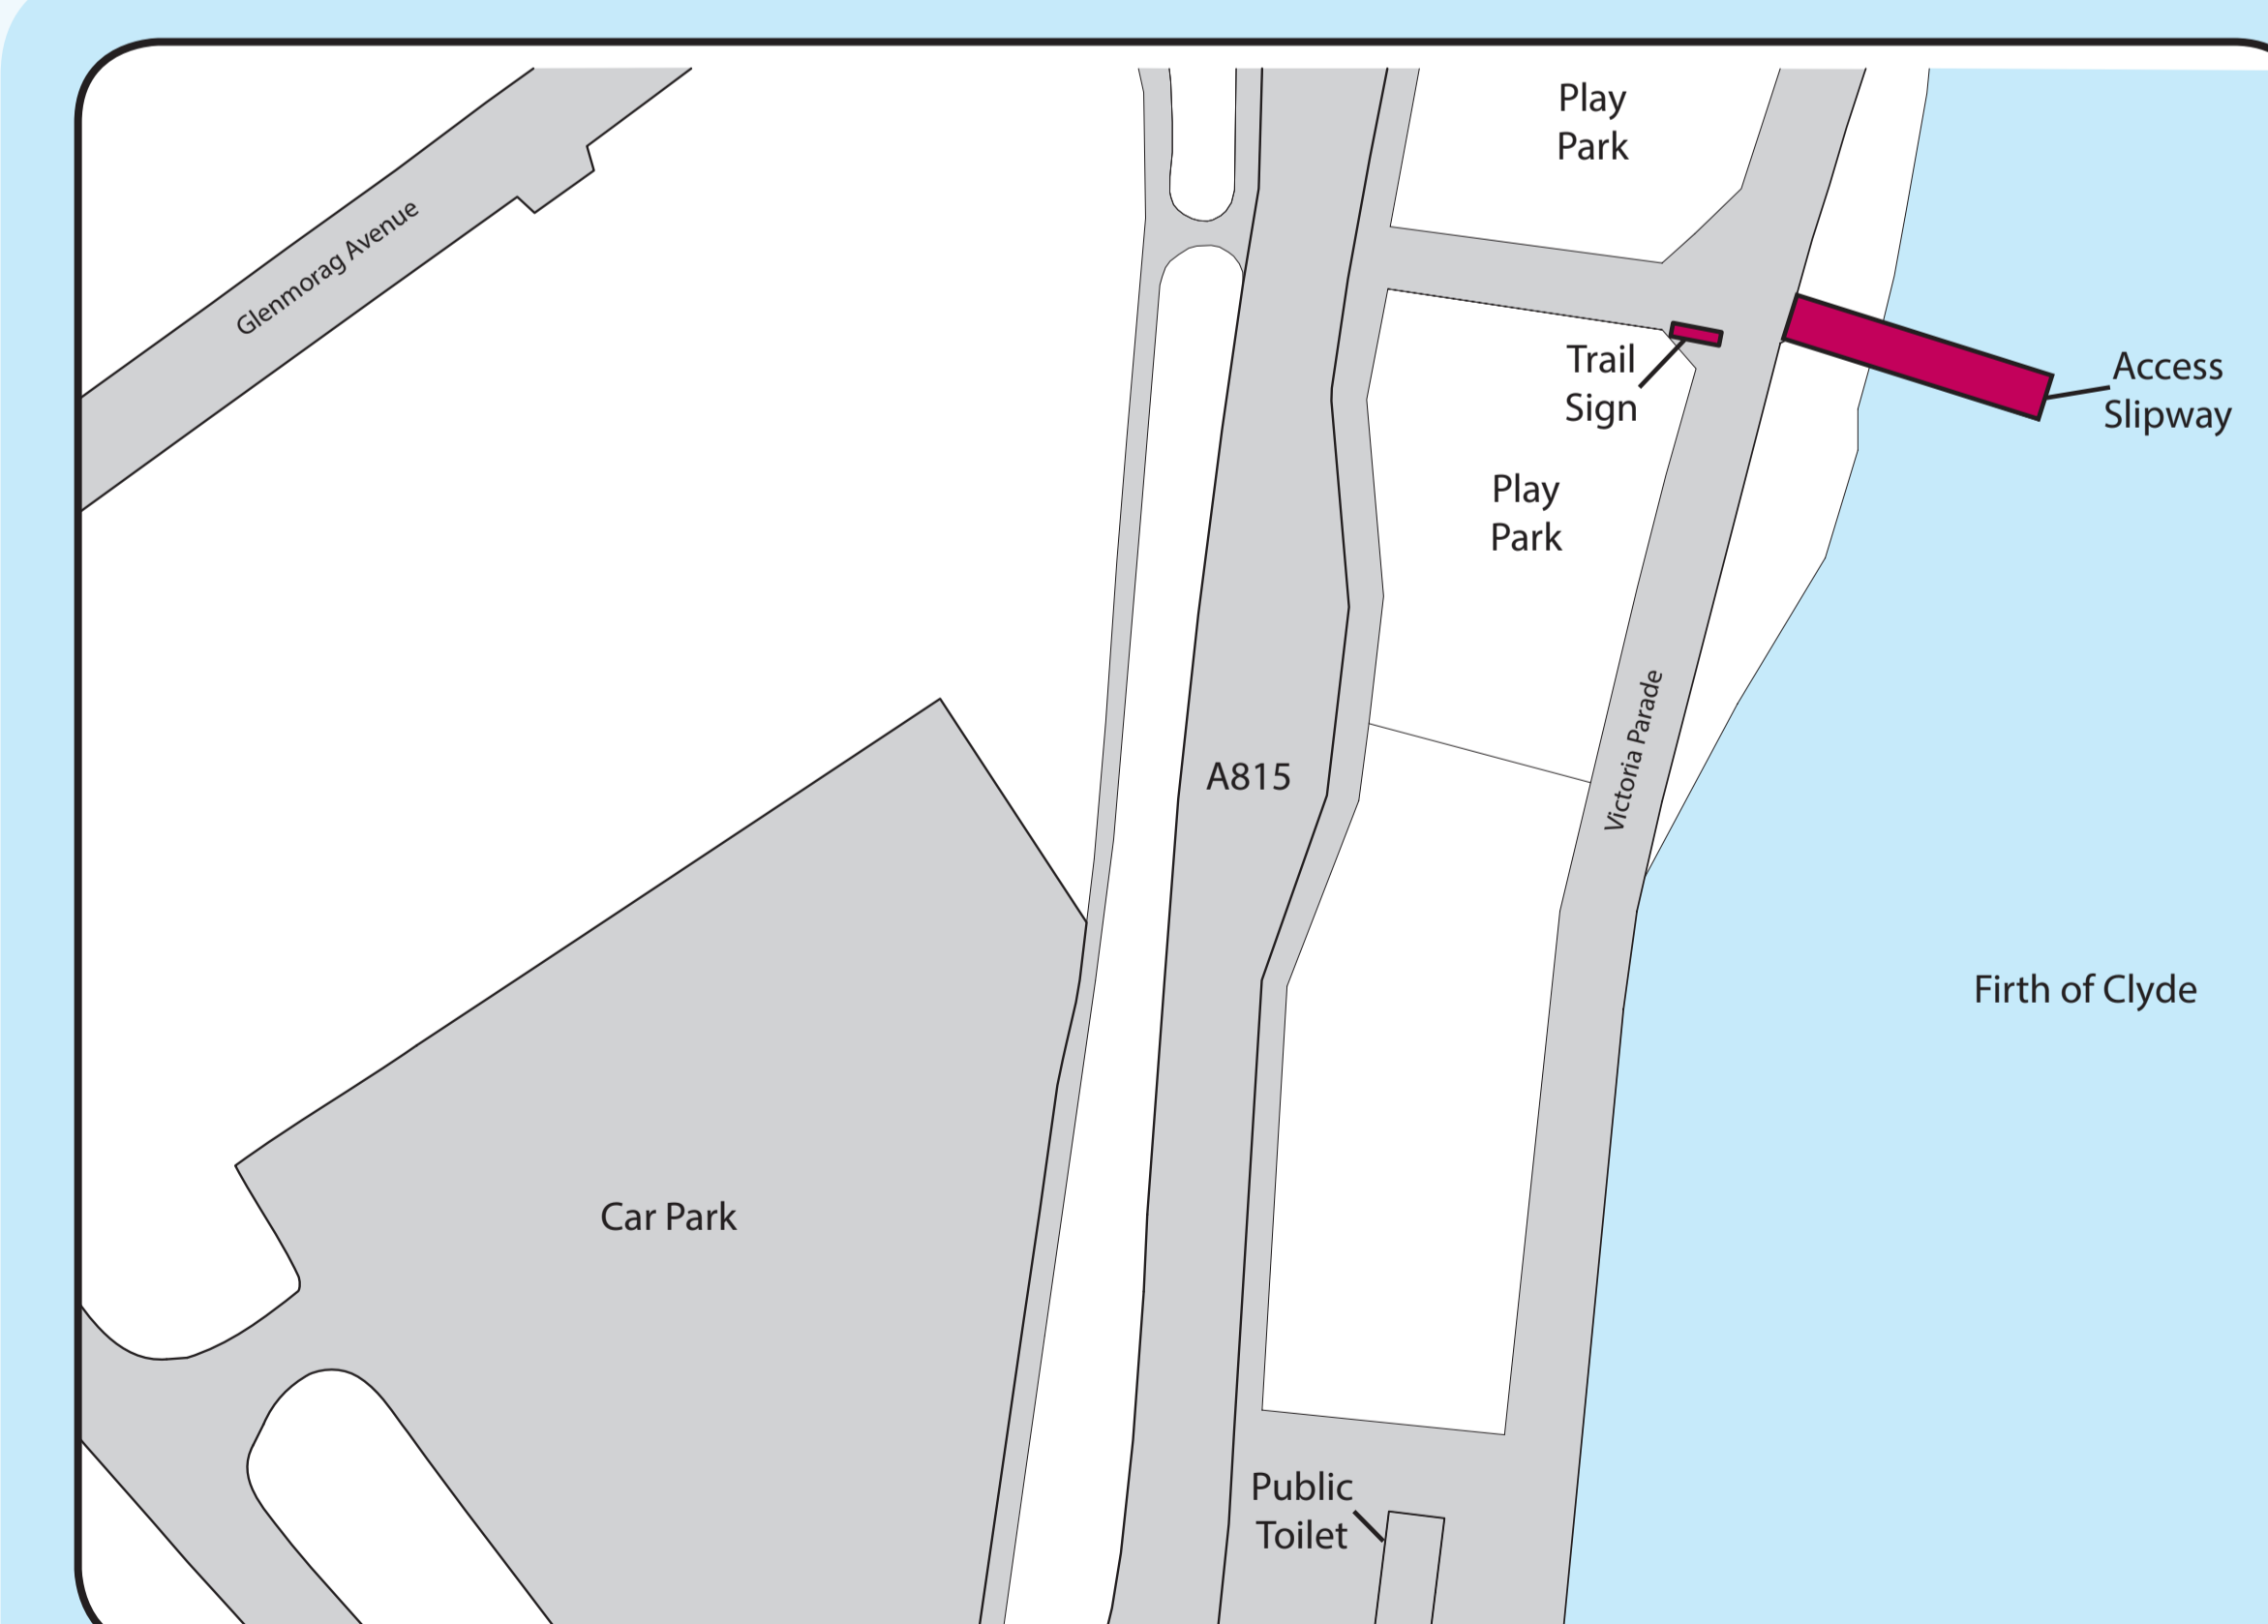 Play
Park
Glenmorag Avenue
Trail
Sign
Access
Slipway
Play
Park
Victoria Parade
A815
Firth of Clyde
Car Park
Public
Toilet